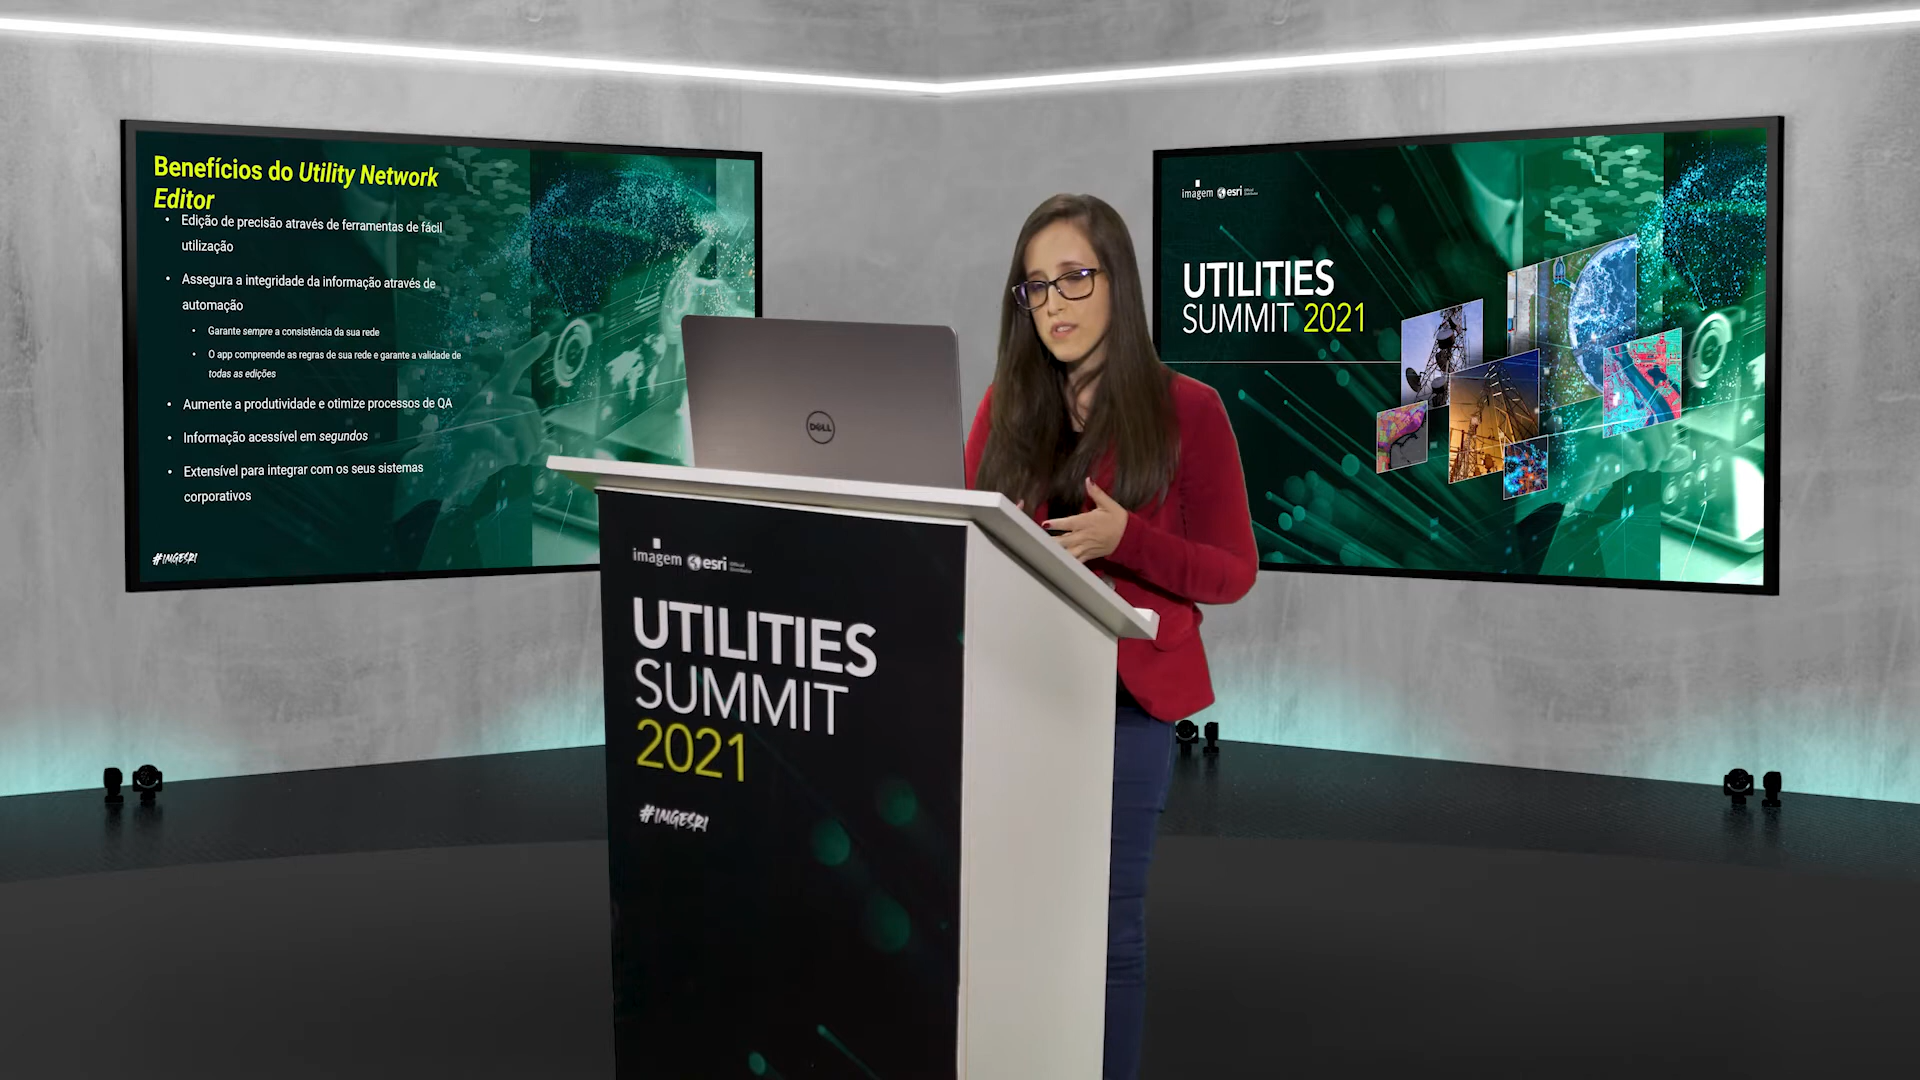 Benefícios do Utility Network
Editor
• Edição de precisão através de ferramentas de fácil
utilização
• Assegura a integridade da informação através de
automação
• Garante sempre a consistência da sua rede
• O app compreende as regras de sua rede e garante a validade de
todas as edições
• Aumente a produtividade e otimize processos de QA
• Informação acessível em segundos
• Extensível para integrar com os seus sistemas
corporativos
#IMGESRI
imagem esri
UTILITIES
SUMMIT 2021
DELL
imagem esri Official
Distributor
UTILITIES
SUMMIT
2021
#IMGESRI